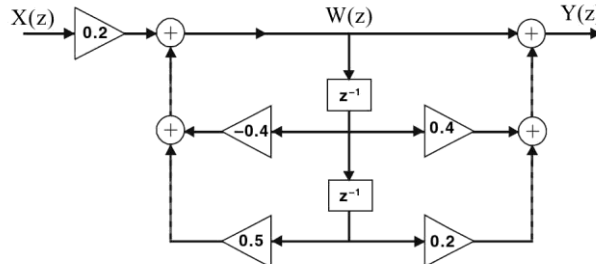 X(z) W(z) Y(z)
0.2 + +
z⁻¹
+ −0.4 0.4 +
z⁻¹
0.5 0.2